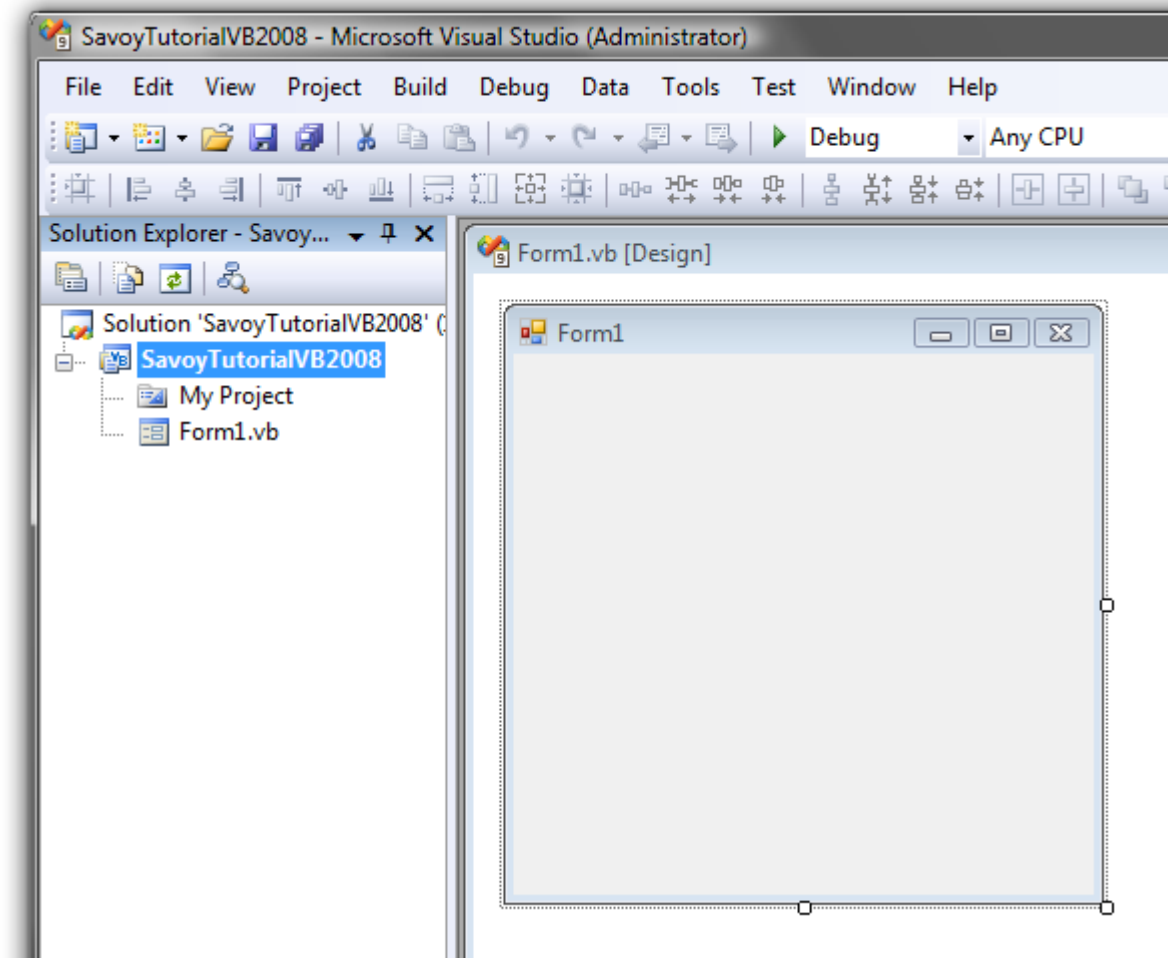 SavoyTutorialVB2008 - Microsoft Visual Studio (Administrator)
File Edit View Project Build Debug Data Tools Test Window Help
Debug Any CPU
Solution Explorer - Savoy...
Form1.vb [Design]
Solution 'SavoyTutorialVB2008' (
Form1
SavoyTutorialVB2008
My Project
Form1.vb